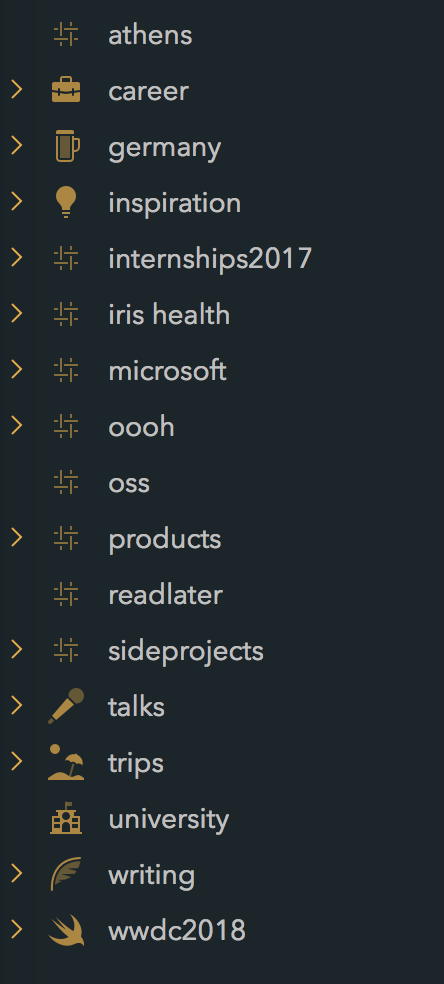 athens
career
germany
inspiration
internships2017
iris health
microsoft
oooh
oss
products
readlater
sideprojects
talks
trips
university
writing
wwdc2018